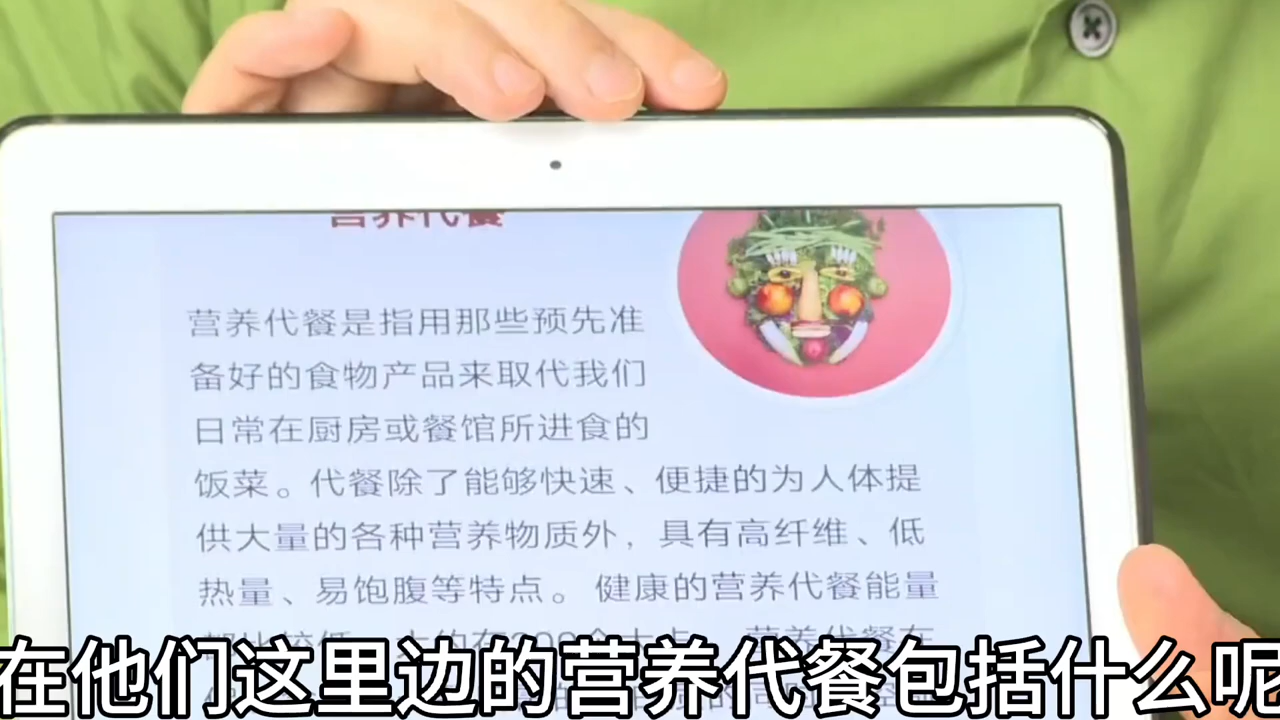 营养代餐
营养代餐是指用那些预先准
备好的食物产品来取代我们
日常在厨房或餐馆所进食的
饭菜。代餐除了能够快速、便捷的为人体提
供大量的各种营养物质外，具有高纤维、低
热量、易饱腹等特点。健康的营养代餐能量
在他们这里边的营养代餐包括什么呢